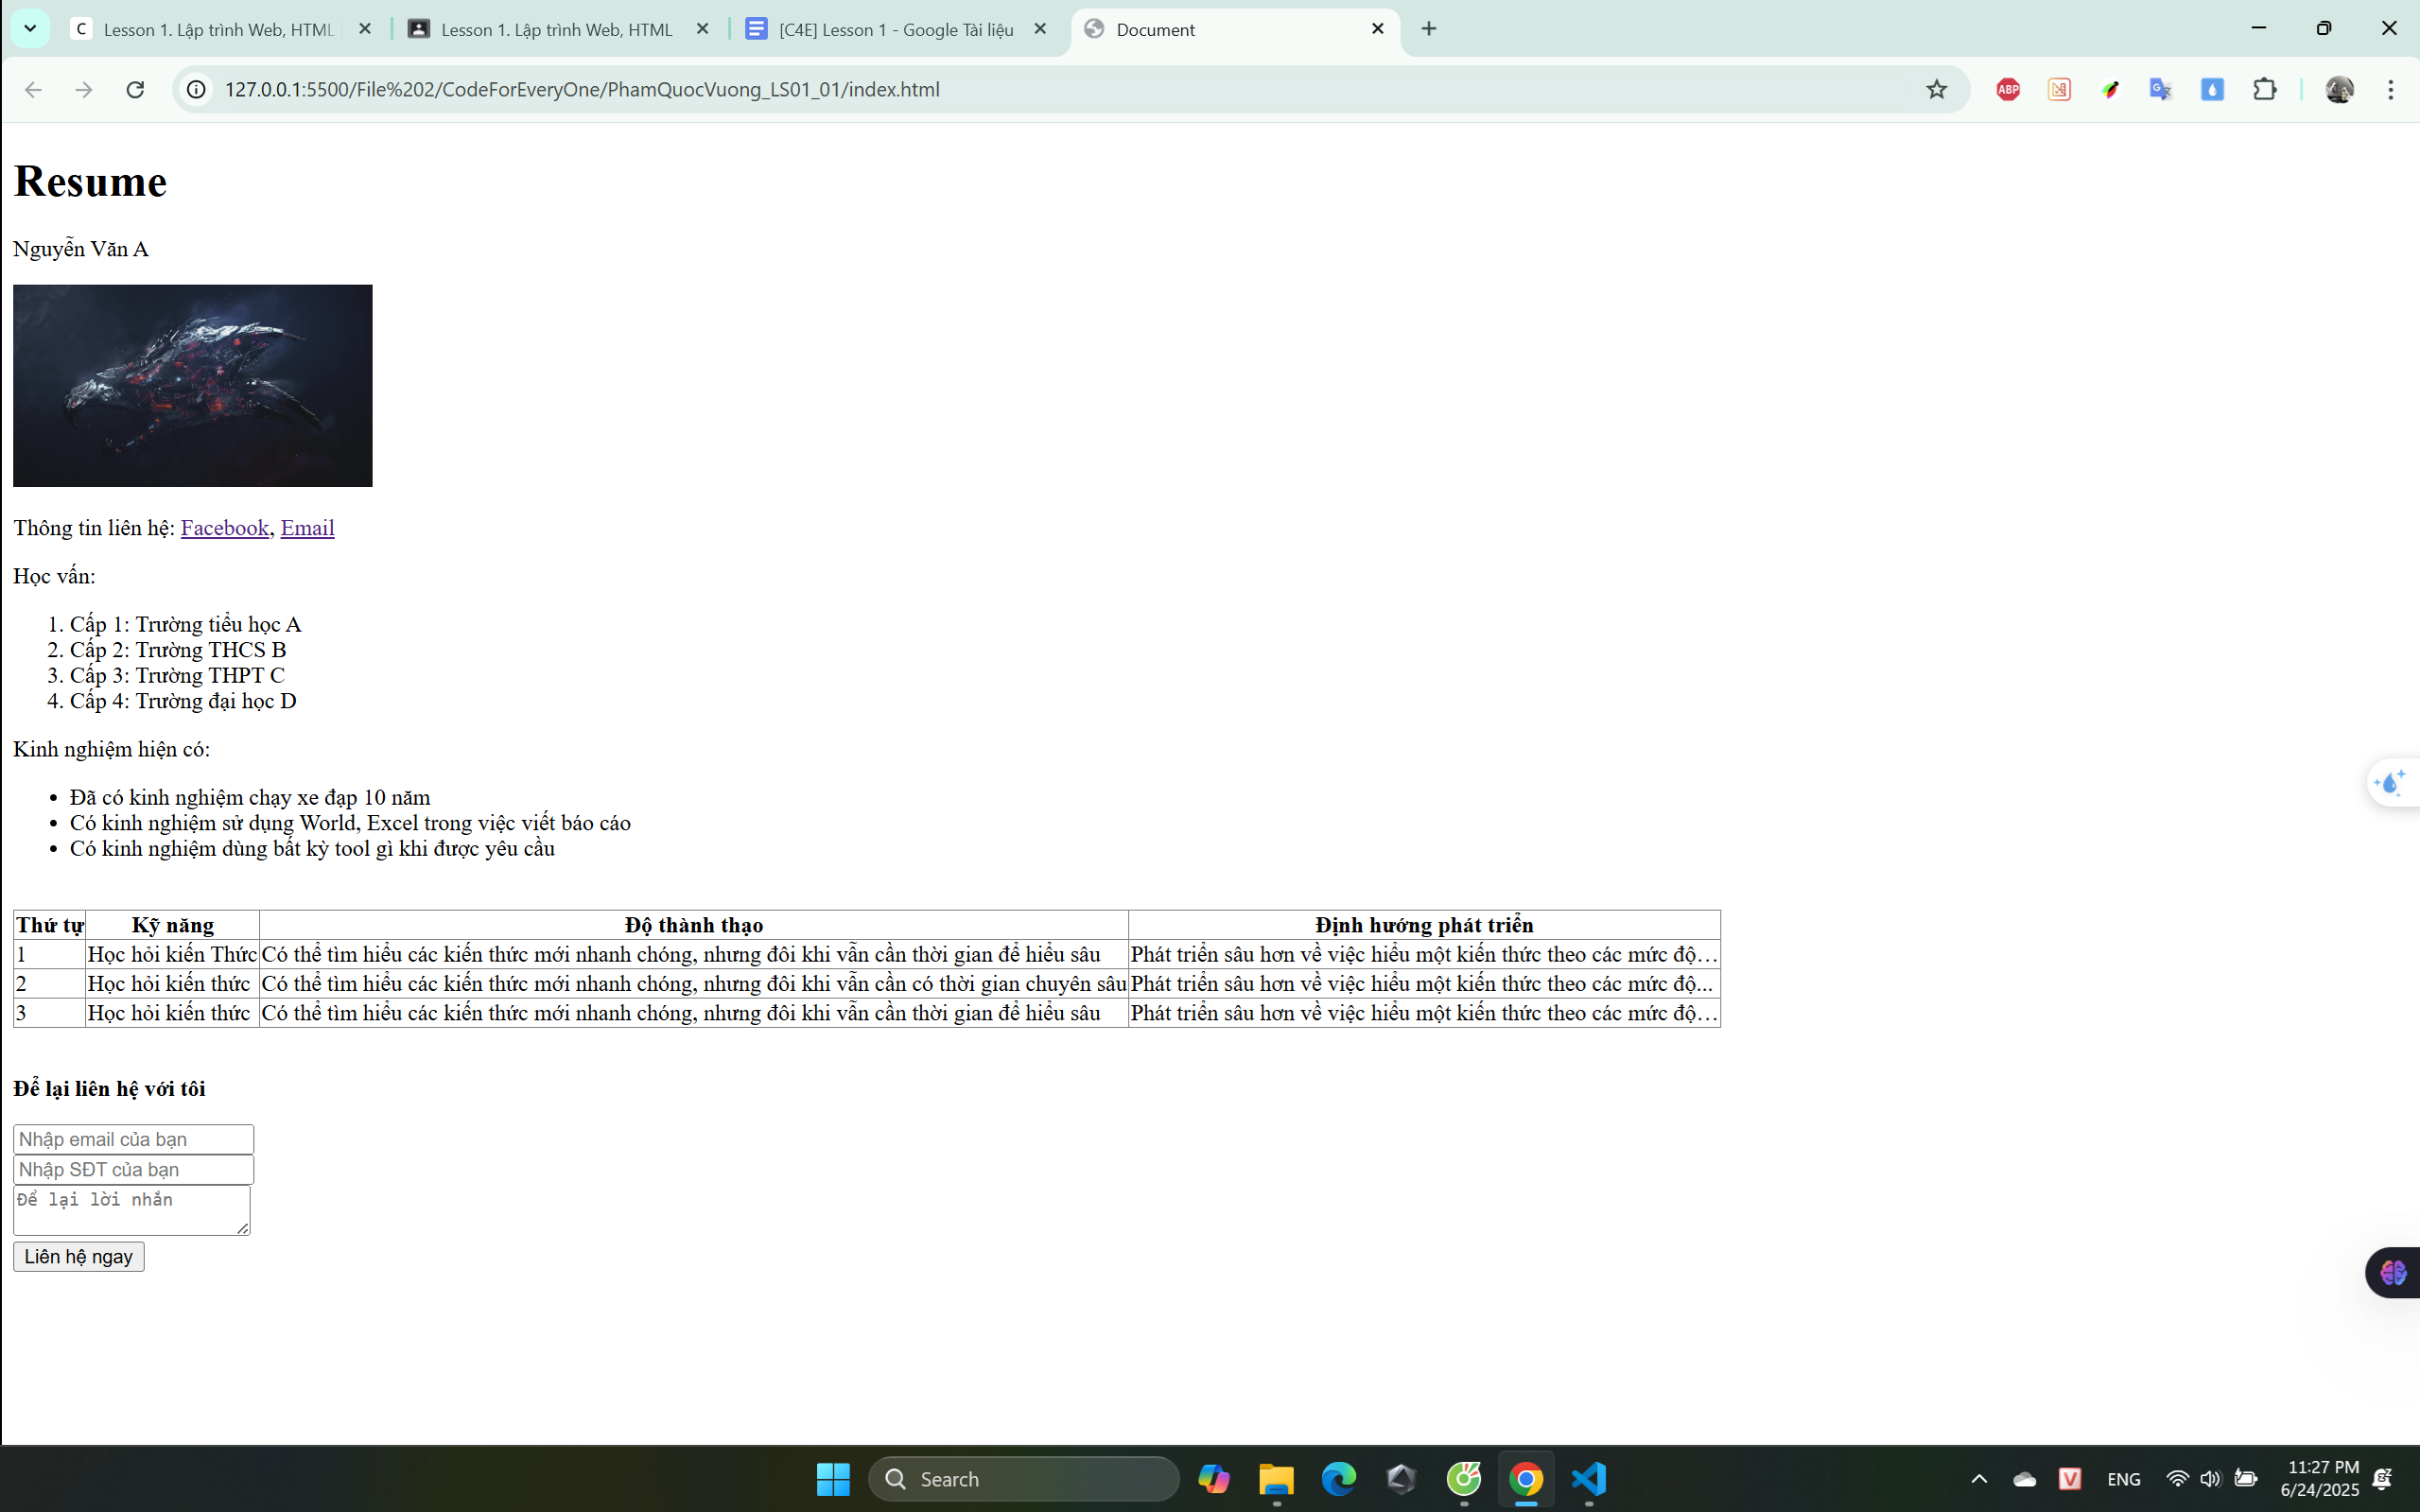 C Lesson 1. Lập trình Web, HTML
Lesson 1. Lập trình Web, HTML
[C4E] Lesson 1 - Google Tài liệu
Document
127.0.0.1:5500/File%202/CodeForEveryOne/PhamQuocVuong_LS01_01/index.html
ABP
Resume
Nguyễn Văn A
Thông tin liên hệ: Facebook, Email
Học vấn:
1. Cấp 1: Trường tiểu học A
2. Cấp 2: Trường THCS B
3. Cấp 3: Trường THPT C
4. Cấp 4: Trường đại học D
Kinh nghiệm hiện có:
• Đã có kinh nghiệm chạy xe đạp 10 năm
• Có kinh nghiệm sử dụng World, Excel trong việc viết báo cáo
• Có kinh nghiệm dùng bất kỳ tool gì khi được yêu cầu
Thứ tự Kỹ năng Độ thành thạo Định hướng phát triển
1 Học hỏi kiến Thức Có thể tìm hiểu các kiến thức mới nhanh chóng, nhưng đôi khi vẫn cần thời gian để hiểu sâu Phát triển sâu hơn về việc hiểu một kiến thức theo các mức độ…
2 Học hỏi kiến thức Có thể tìm hiểu các kiến thức mới nhanh chóng, nhưng đôi khi vẫn cần có thời gian chuyên sâu Phát triển sâu hơn về việc hiểu một kiến thức theo các mức độ...
3 Học hỏi kiến thức Có thể tìm hiểu các kiến thức mới nhanh chóng, nhưng đôi khi vẫn cần thời gian để hiểu sâu Phát triển sâu hơn về việc hiểu một kiến thức theo các mức độ…
Để lại liên hệ với tôi
Nhập email của bạn
Nhập SĐT của bạn
Để lại lời nhắn
Liên hệ ngay
Search
V
ENG
11:27 PM
6/24/2025